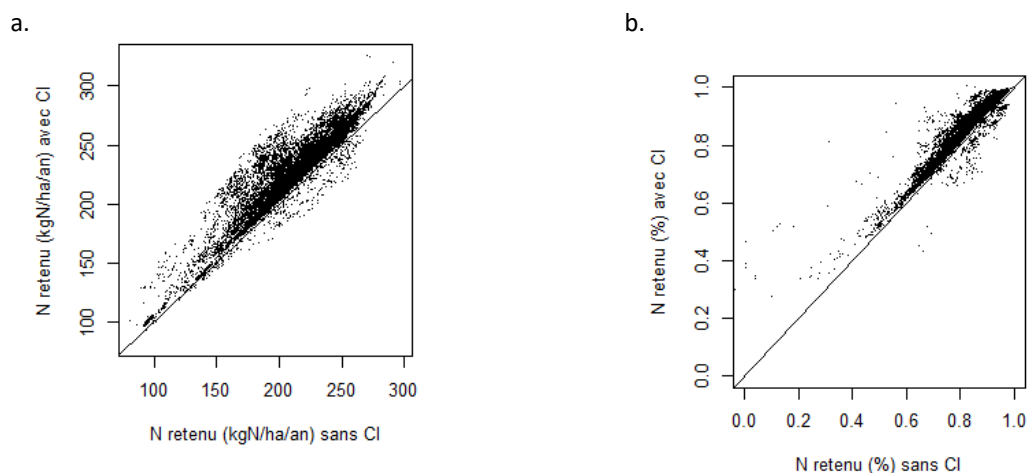 a.
b.
N retenu (kgN/ha/an) avec CI
300
250
200
150
100
100 150 200 250 300
N retenu (kgN/ha/an) sans CI
N retenu (%) avec CI
1.0
0.8
0.6
0.4
0.2
0.0
0.0 0.2 0.4 0.6 0.8 1.0
N retenu (%) sans CI